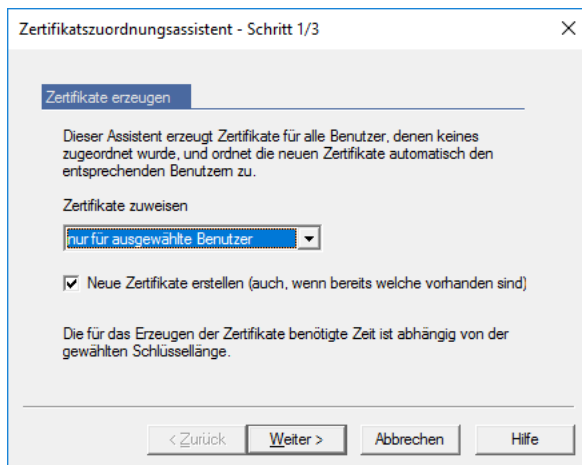 Zertifikatszuordnungsassistent - Schritt 1/3
Zertifikate erzeugen
Dieser Assistent erzeugt Zertifikate für alle Benutzer, denen keines
zugeordnet wurde, und ordnet die neuen Zertifikate automatisch den
entsprechenden Benutzern zu.
Zertifikate zuweisen
nur für ausgewählte Benutzer
Neue Zertifikate erstellen (auch, wenn bereits welche vorhanden sind)
Die für das Erzeugen der Zertifikate benötigte Zeit ist abhängig von der
gewählten Schlüssellänge.
< Zurück Weiter > Abbrechen Hilfe